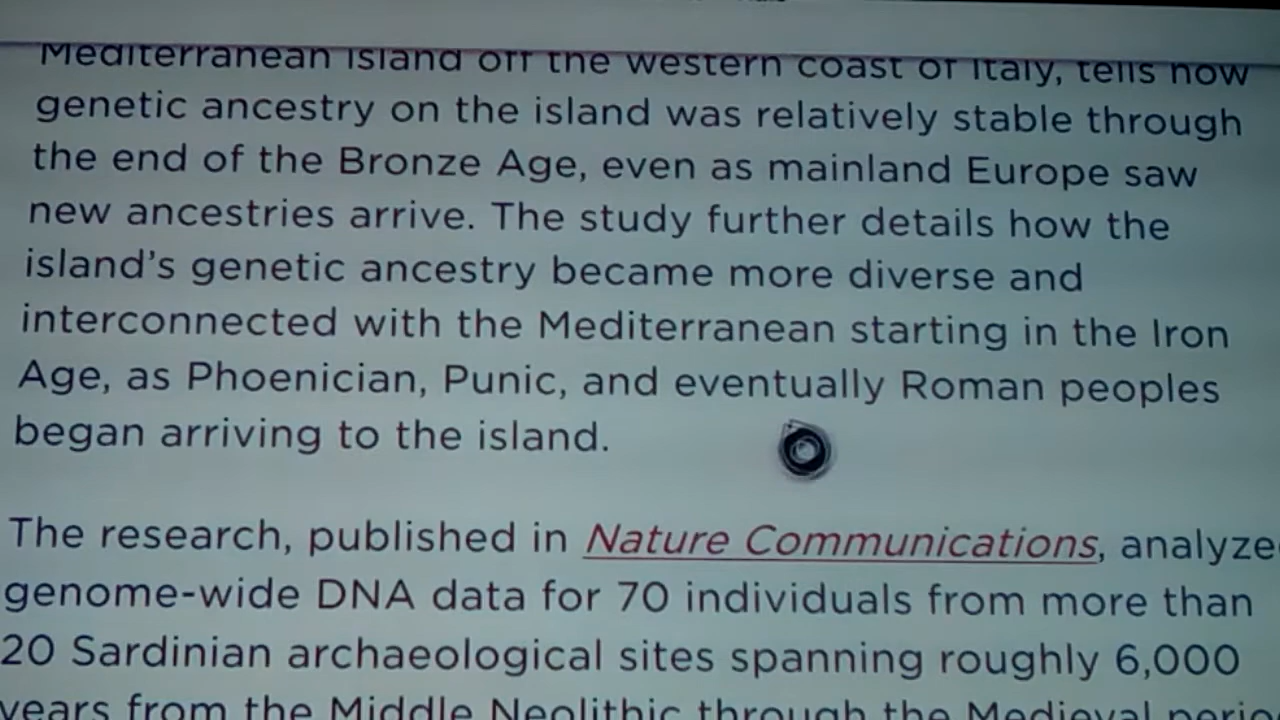 Mediterranean island off the western coast of Italy, tells how
genetic ancestry on the island was relatively stable through
the end of the Bronze Age, even as mainland Europe saw
new ancestries arrive. The study further details how the
island's genetic ancestry became more diverse and
interconnected with the Mediterranean starting in the Iron
Age, as Phoenician, Punic, and eventually Roman peoples
began arriving to the island.
The research, published in Nature Communications, analyze
genome-wide DNA data for 70 individuals from more than
20 Sardinian archaeological sites spanning roughly 6,000
years from the Middle Neolithic through the Medieval perio